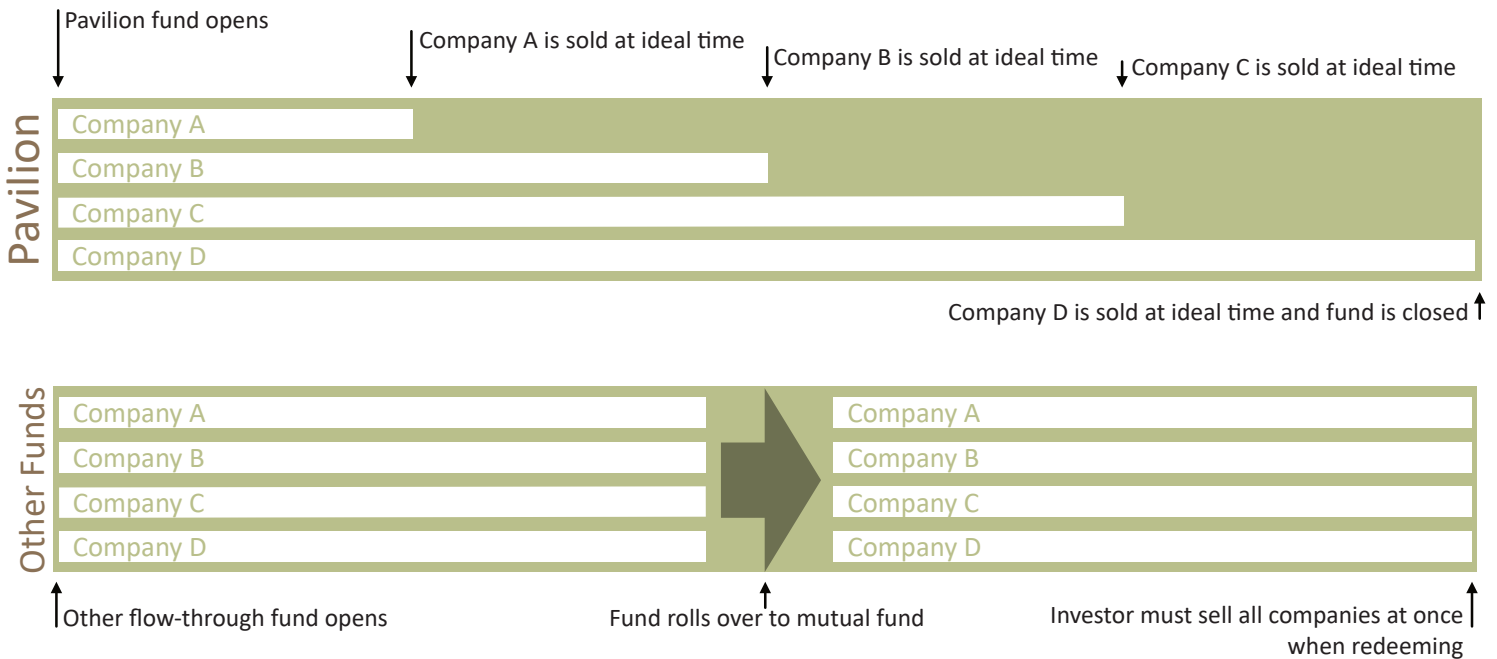 Pavilion fund opens
Company A is sold at ideal time
Company B is sold at ideal time
Company C is sold at ideal time
Pavilion
Company A
Company B
Company C
Company D
Company D is sold at ideal time and fund is closed
Other Funds
Company A
Company B
Company C
Company D
Company A
Company B
Company C
Company D
Other flow-through fund opens
Fund rolls over to mutual fund
Investor must sell all companies at once
when redeeming